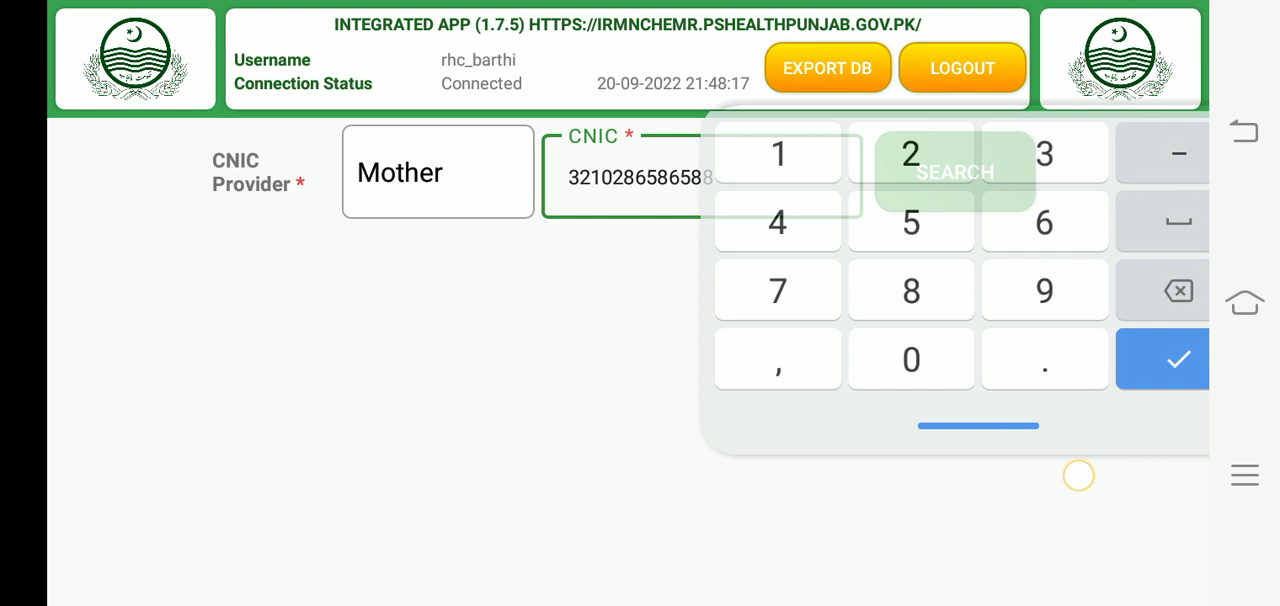 INTEGRATED APP (1.7.5) HTTPS://IRMNCHEMR.PSHEALTHPUNJAB.GOV.PK/
Username rhc_barthi
Connection Status Connected 20-09-2022 21:48:17
EXPORT DB LOGOUT
CNIC
Provider *
Mother
CNIC *
3210286586588
SEARCH
1 2 3 –
4 5 6
7 8 9
, 0 .